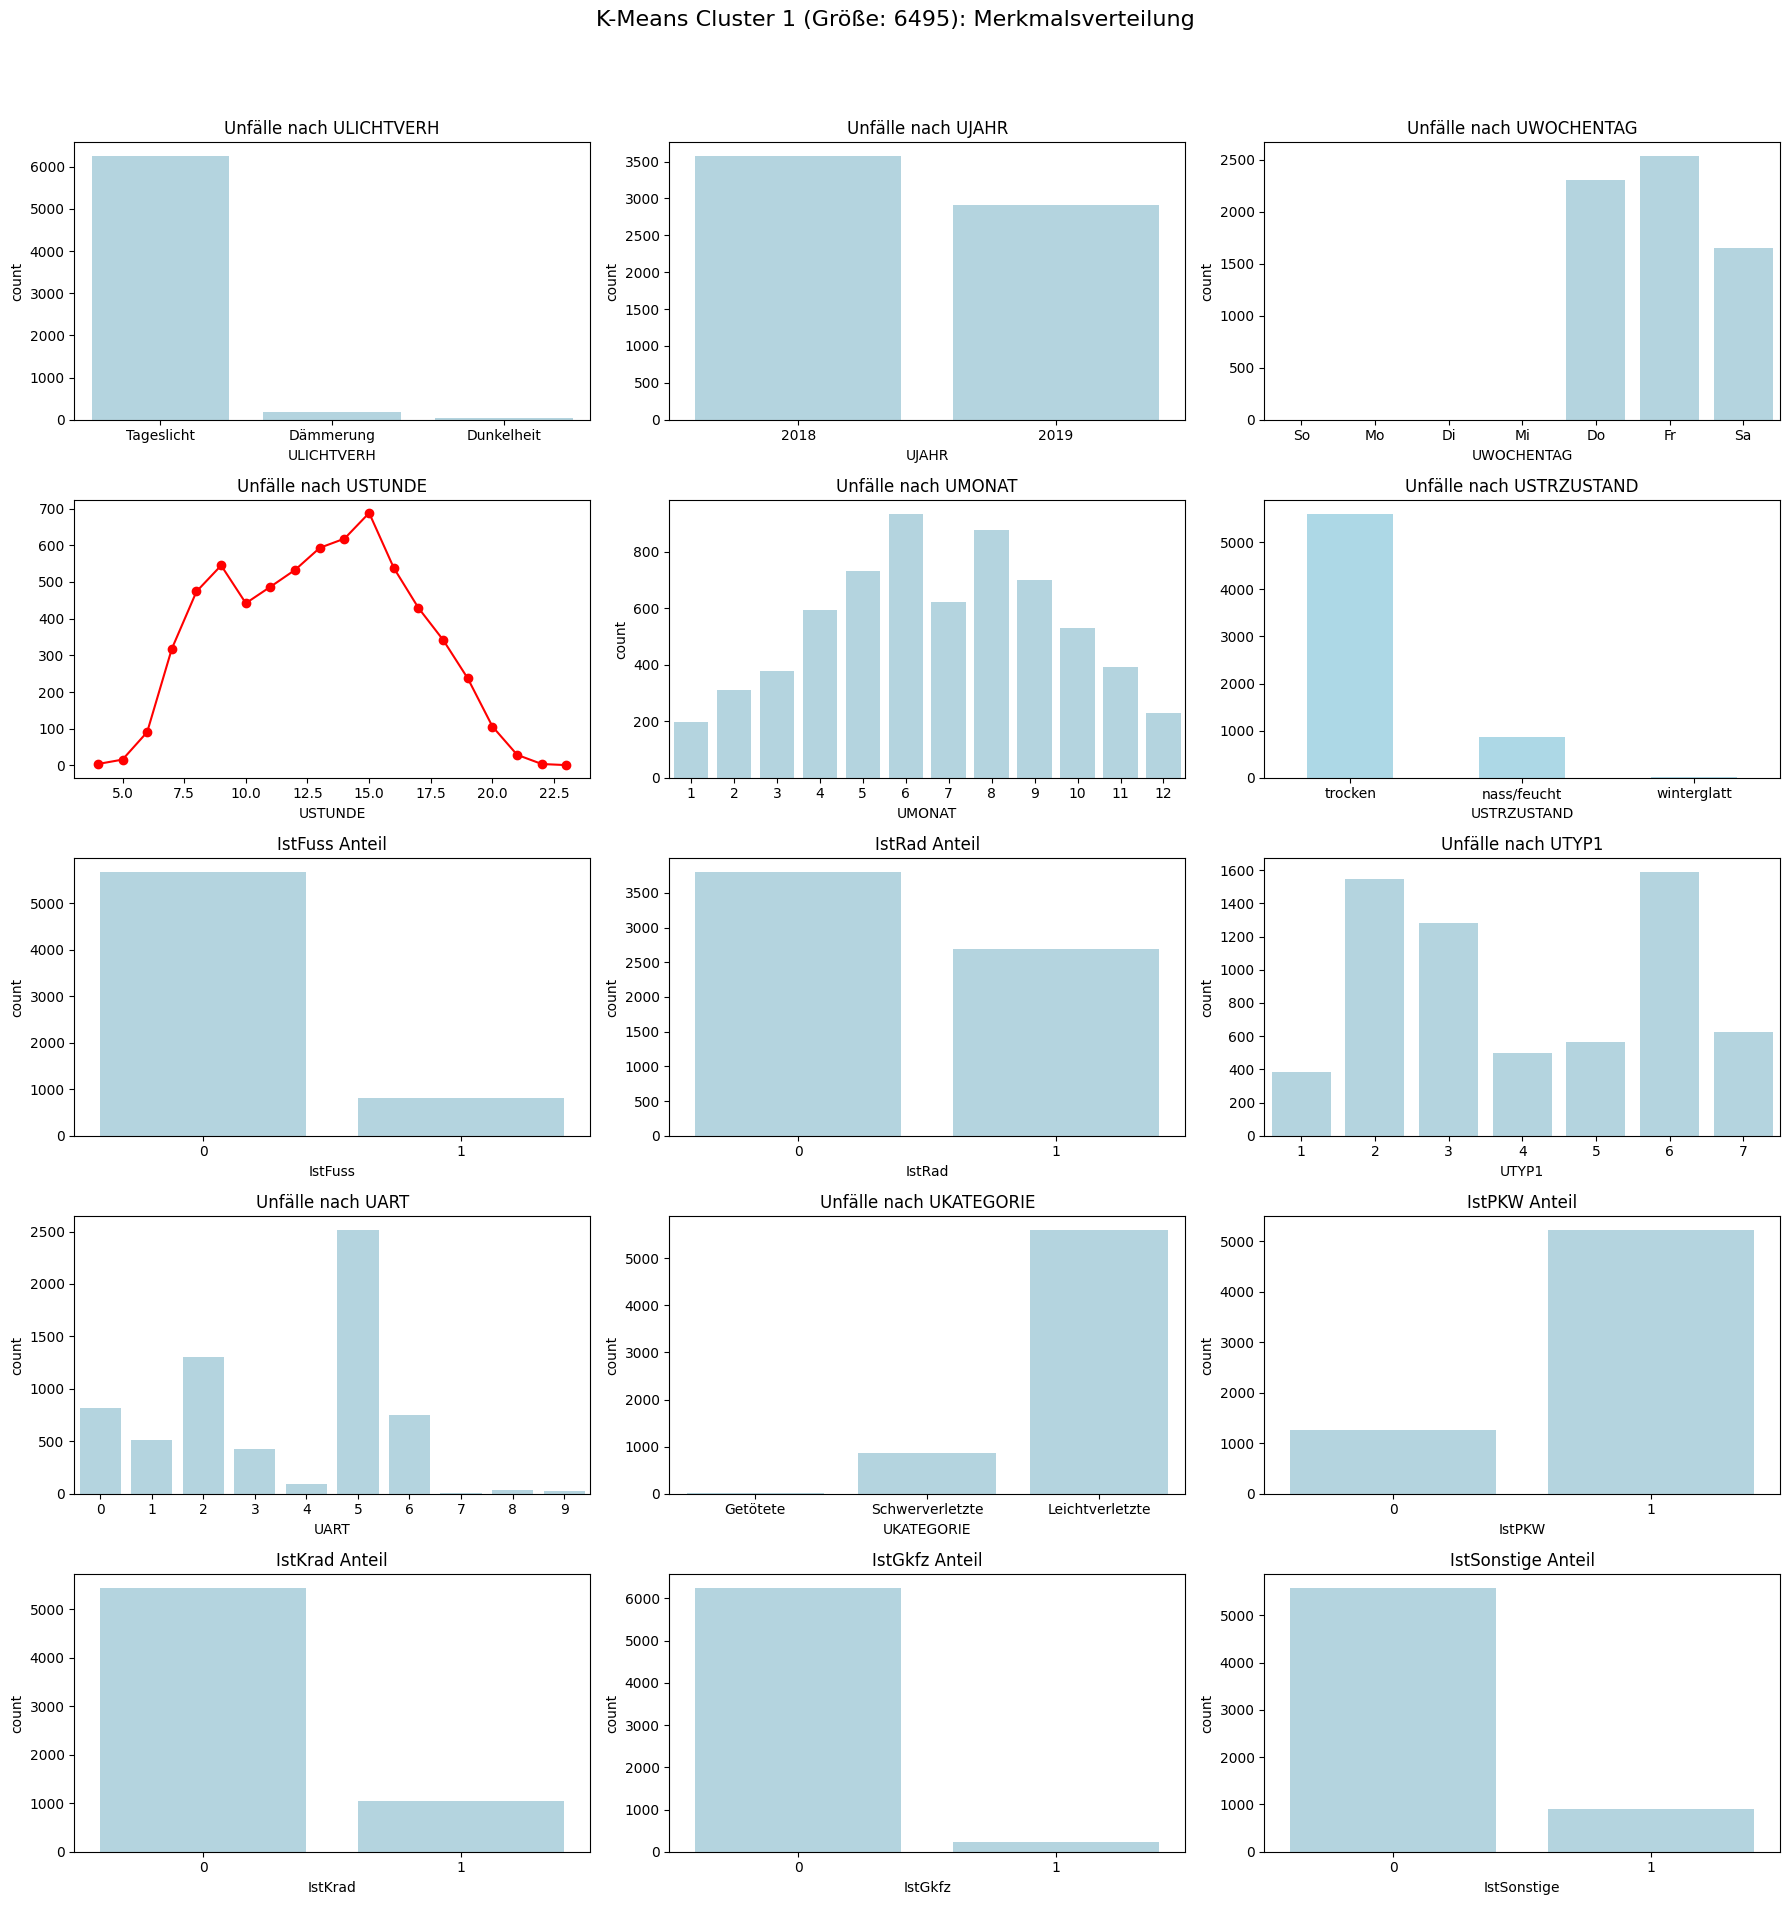 K-Means Cluster 1 (Größe: 6495): Merkmalsverteilung
Unfälle nach ULICHTVERH
count
6000
5000
4000
3000
2000
1000
0
Tageslicht Dämmerung Dunkelheit
ULICHTVERH
Unfälle nach UJAHR
count
3500
3000
2500
2000
1500
1000
500
0
2018 2019
UJAHR
Unfälle nach UWOCHENTAG
count
2500
2000
1500
1000
500
0
So Mo Di Mi Do Fr Sa
UWOCHENTAG
Unfälle nach USTUNDE
700
600
500
400
300
200
100
0
5.0 7.5 10.0 12.5 15.0 17.5 20.0 22.5
USTUNDE
Unfälle nach UMONAT
count
800
600
400
200
0
1 2 3 4 5 6 7 8 9 10 11 12
UMONAT
Unfälle nach USTRZUSTAND
5000
4000
3000
2000
1000
0
trocken nass/feucht winterglatt
USTRZUSTAND
IstFuss Anteil
count
5000
4000
3000
2000
1000
0
0 1
IstFuss
IstRad Anteil
count
3500
3000
2500
2000
1500
1000
500
0
0 1
IstRad
Unfälle nach UTYP1
count
1600
1400
1200
1000
800
600
400
200
0
1 2 3 4 5 6 7
UTYP1
Unfälle nach UART
count
2500
2000
1500
1000
500
0
0 1 2 3 4 5 6 7 8 9
UART
Unfälle nach UKATEGORIE
count
5000
4000
3000
2000
1000
0
Getötete Schwerverletzte Leichtverletzte
UKATEGORIE
IstPKW Anteil
count
5000
4000
3000
2000
1000
0
0 1
IstPKW
IstKrad Anteil
count
5000
4000
3000
2000
1000
0
0 1
IstKrad
IstGkfz Anteil
count
6000
5000
4000
3000
2000
1000
0
0 1
IstGkfz
IstSonstige Anteil
count
5000
4000
3000
2000
1000
0
0 1
IstSonstige